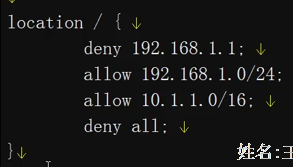 location / {
deny 192.168.1.1;
allow 192.168.1.0/24;
allow 10.1.1.0/16;
deny all;
}
姓名:王